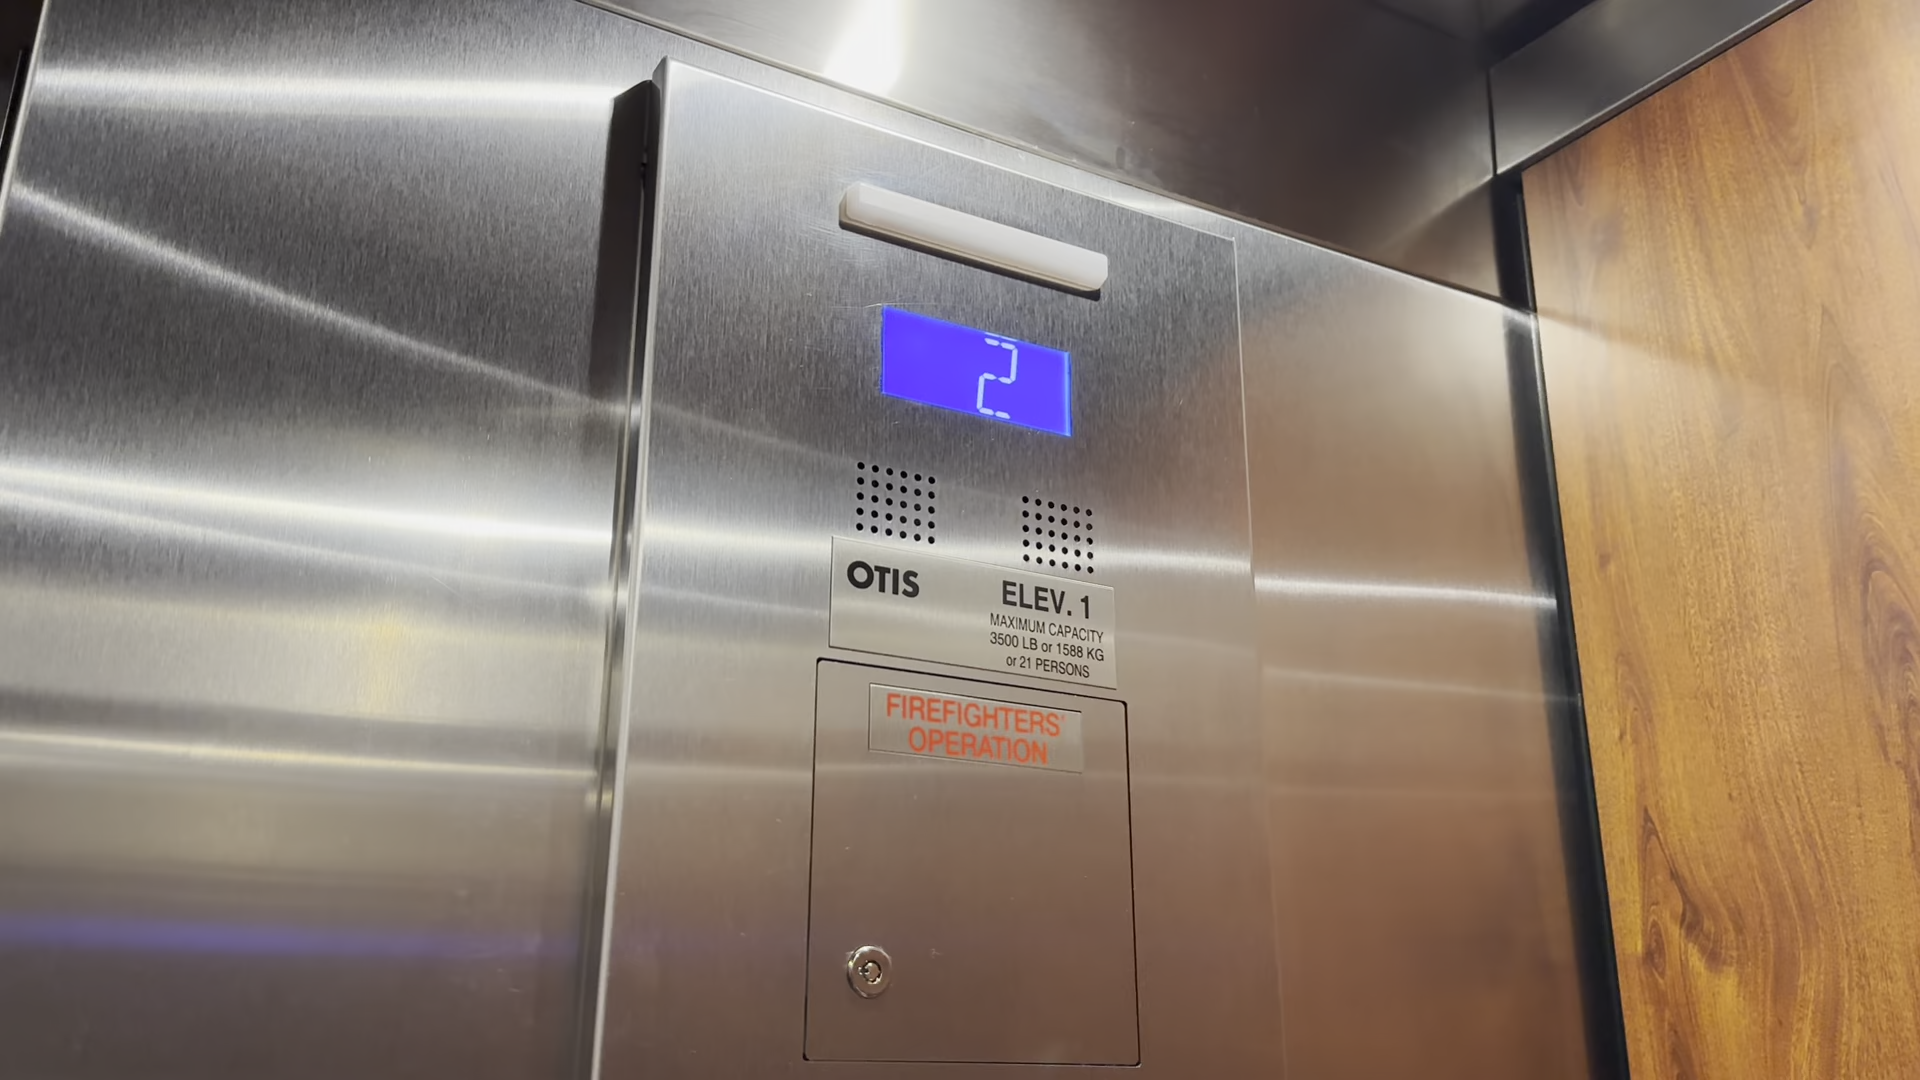 2
OTIS
ELEV. 1
MAXIMUM CAPACITY
3500 LB or 1588 KG
or 21 PERSONS
FIREFIGHTERS'
OPERATION